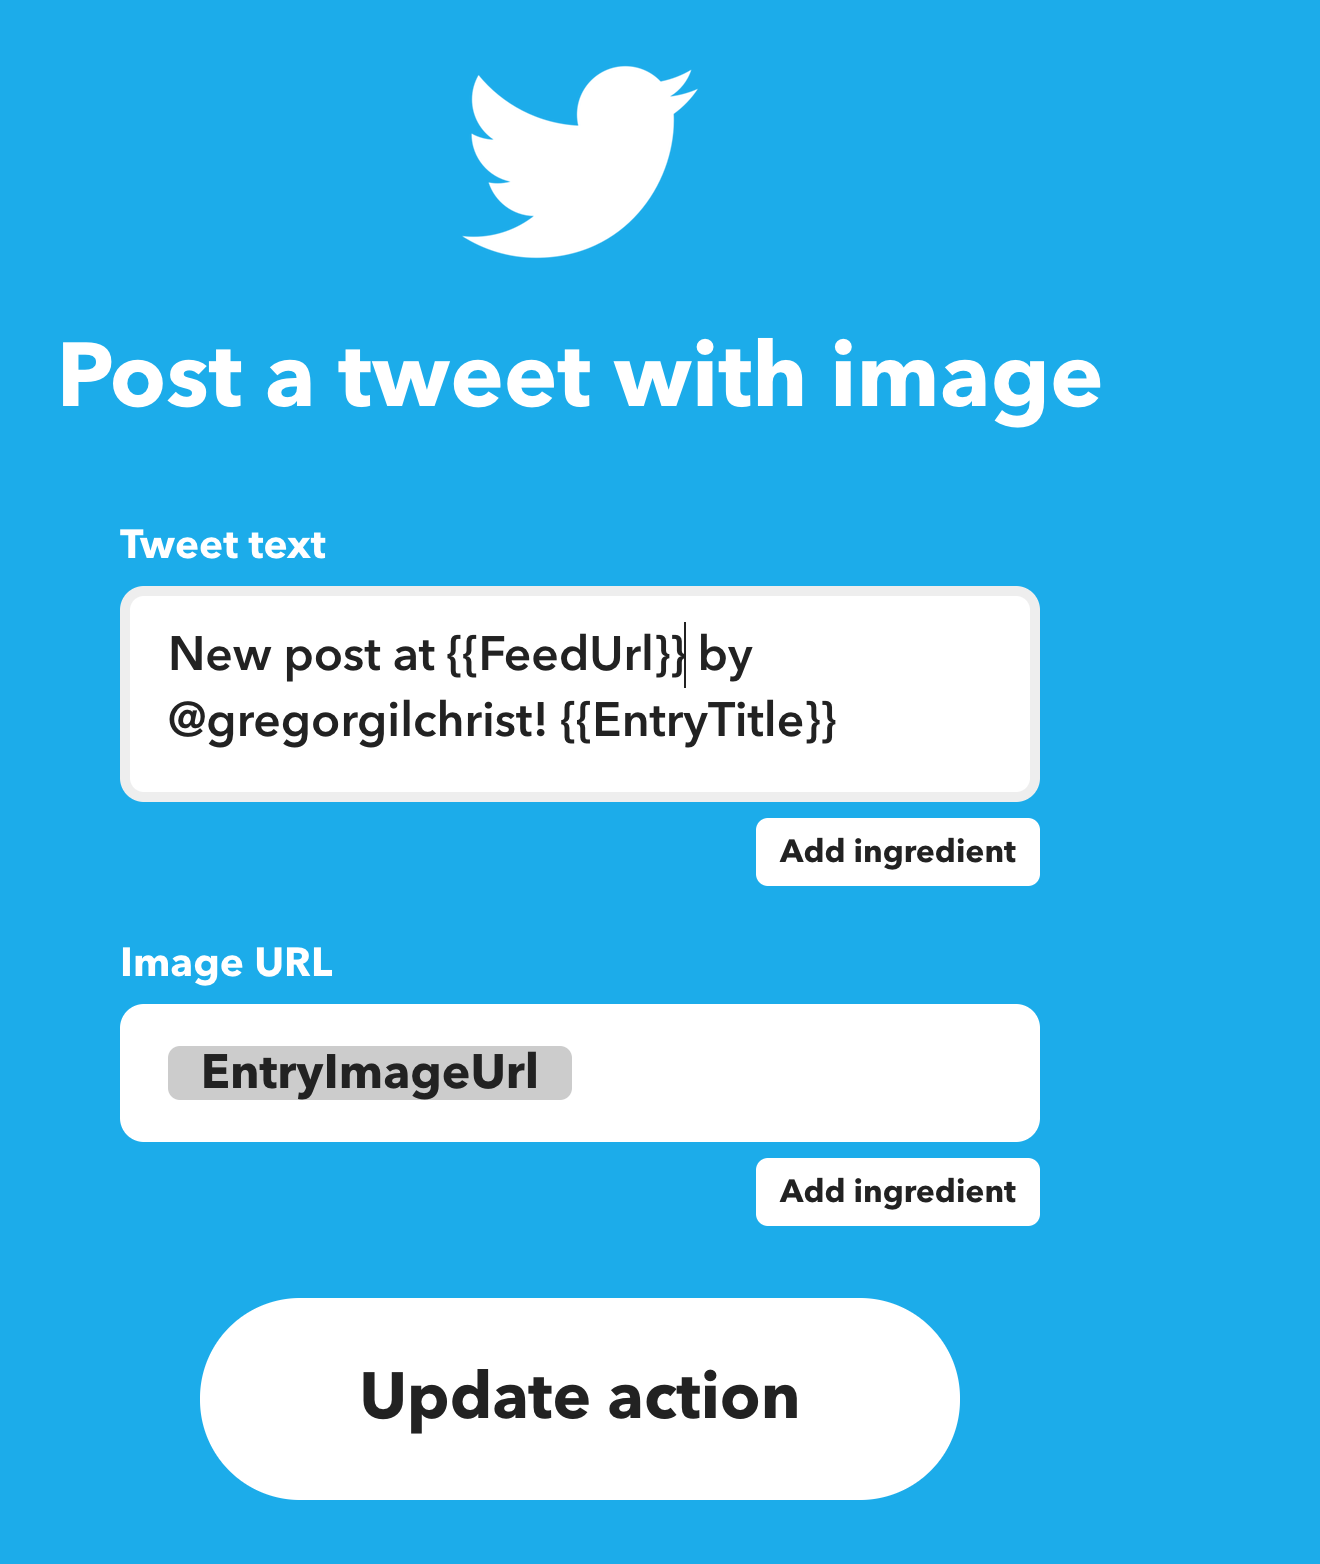 Post a tweet with image
Tweet text
New post at {{FeedUrl}} by
@gregorgilchrist! {{EntryTitle}}
Add ingredient
Image URL
EntryImageUrl
Add ingredient
Update action